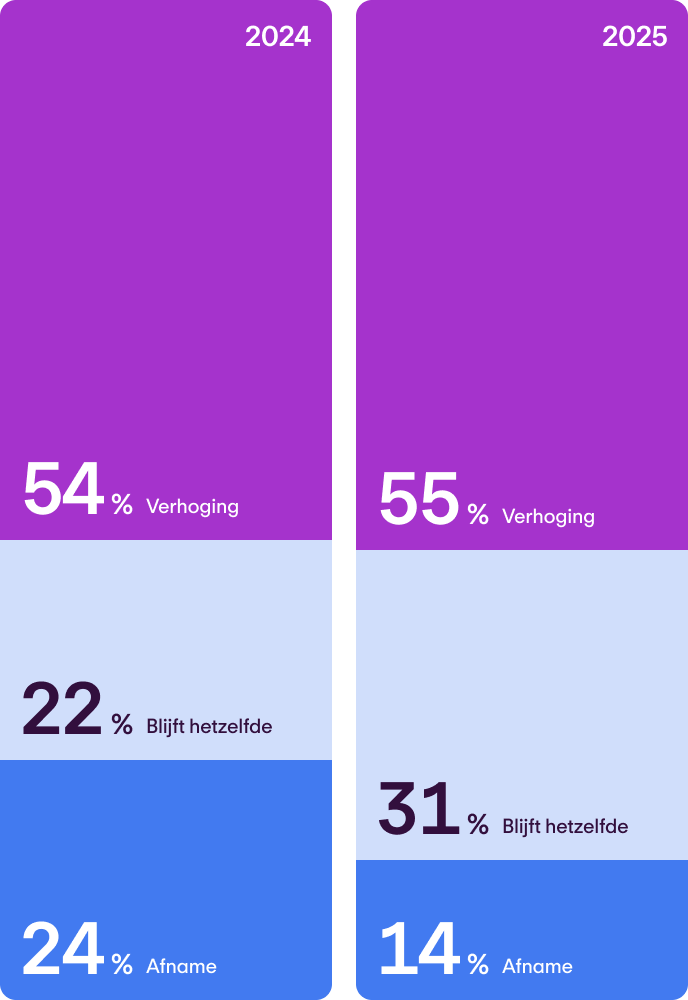 2024
54 % Verhoging
22 % Blijft hetzelfde
24 % Afname
2025
55 % Verhoging
31 % Blijft hetzelfde
14 % Afname